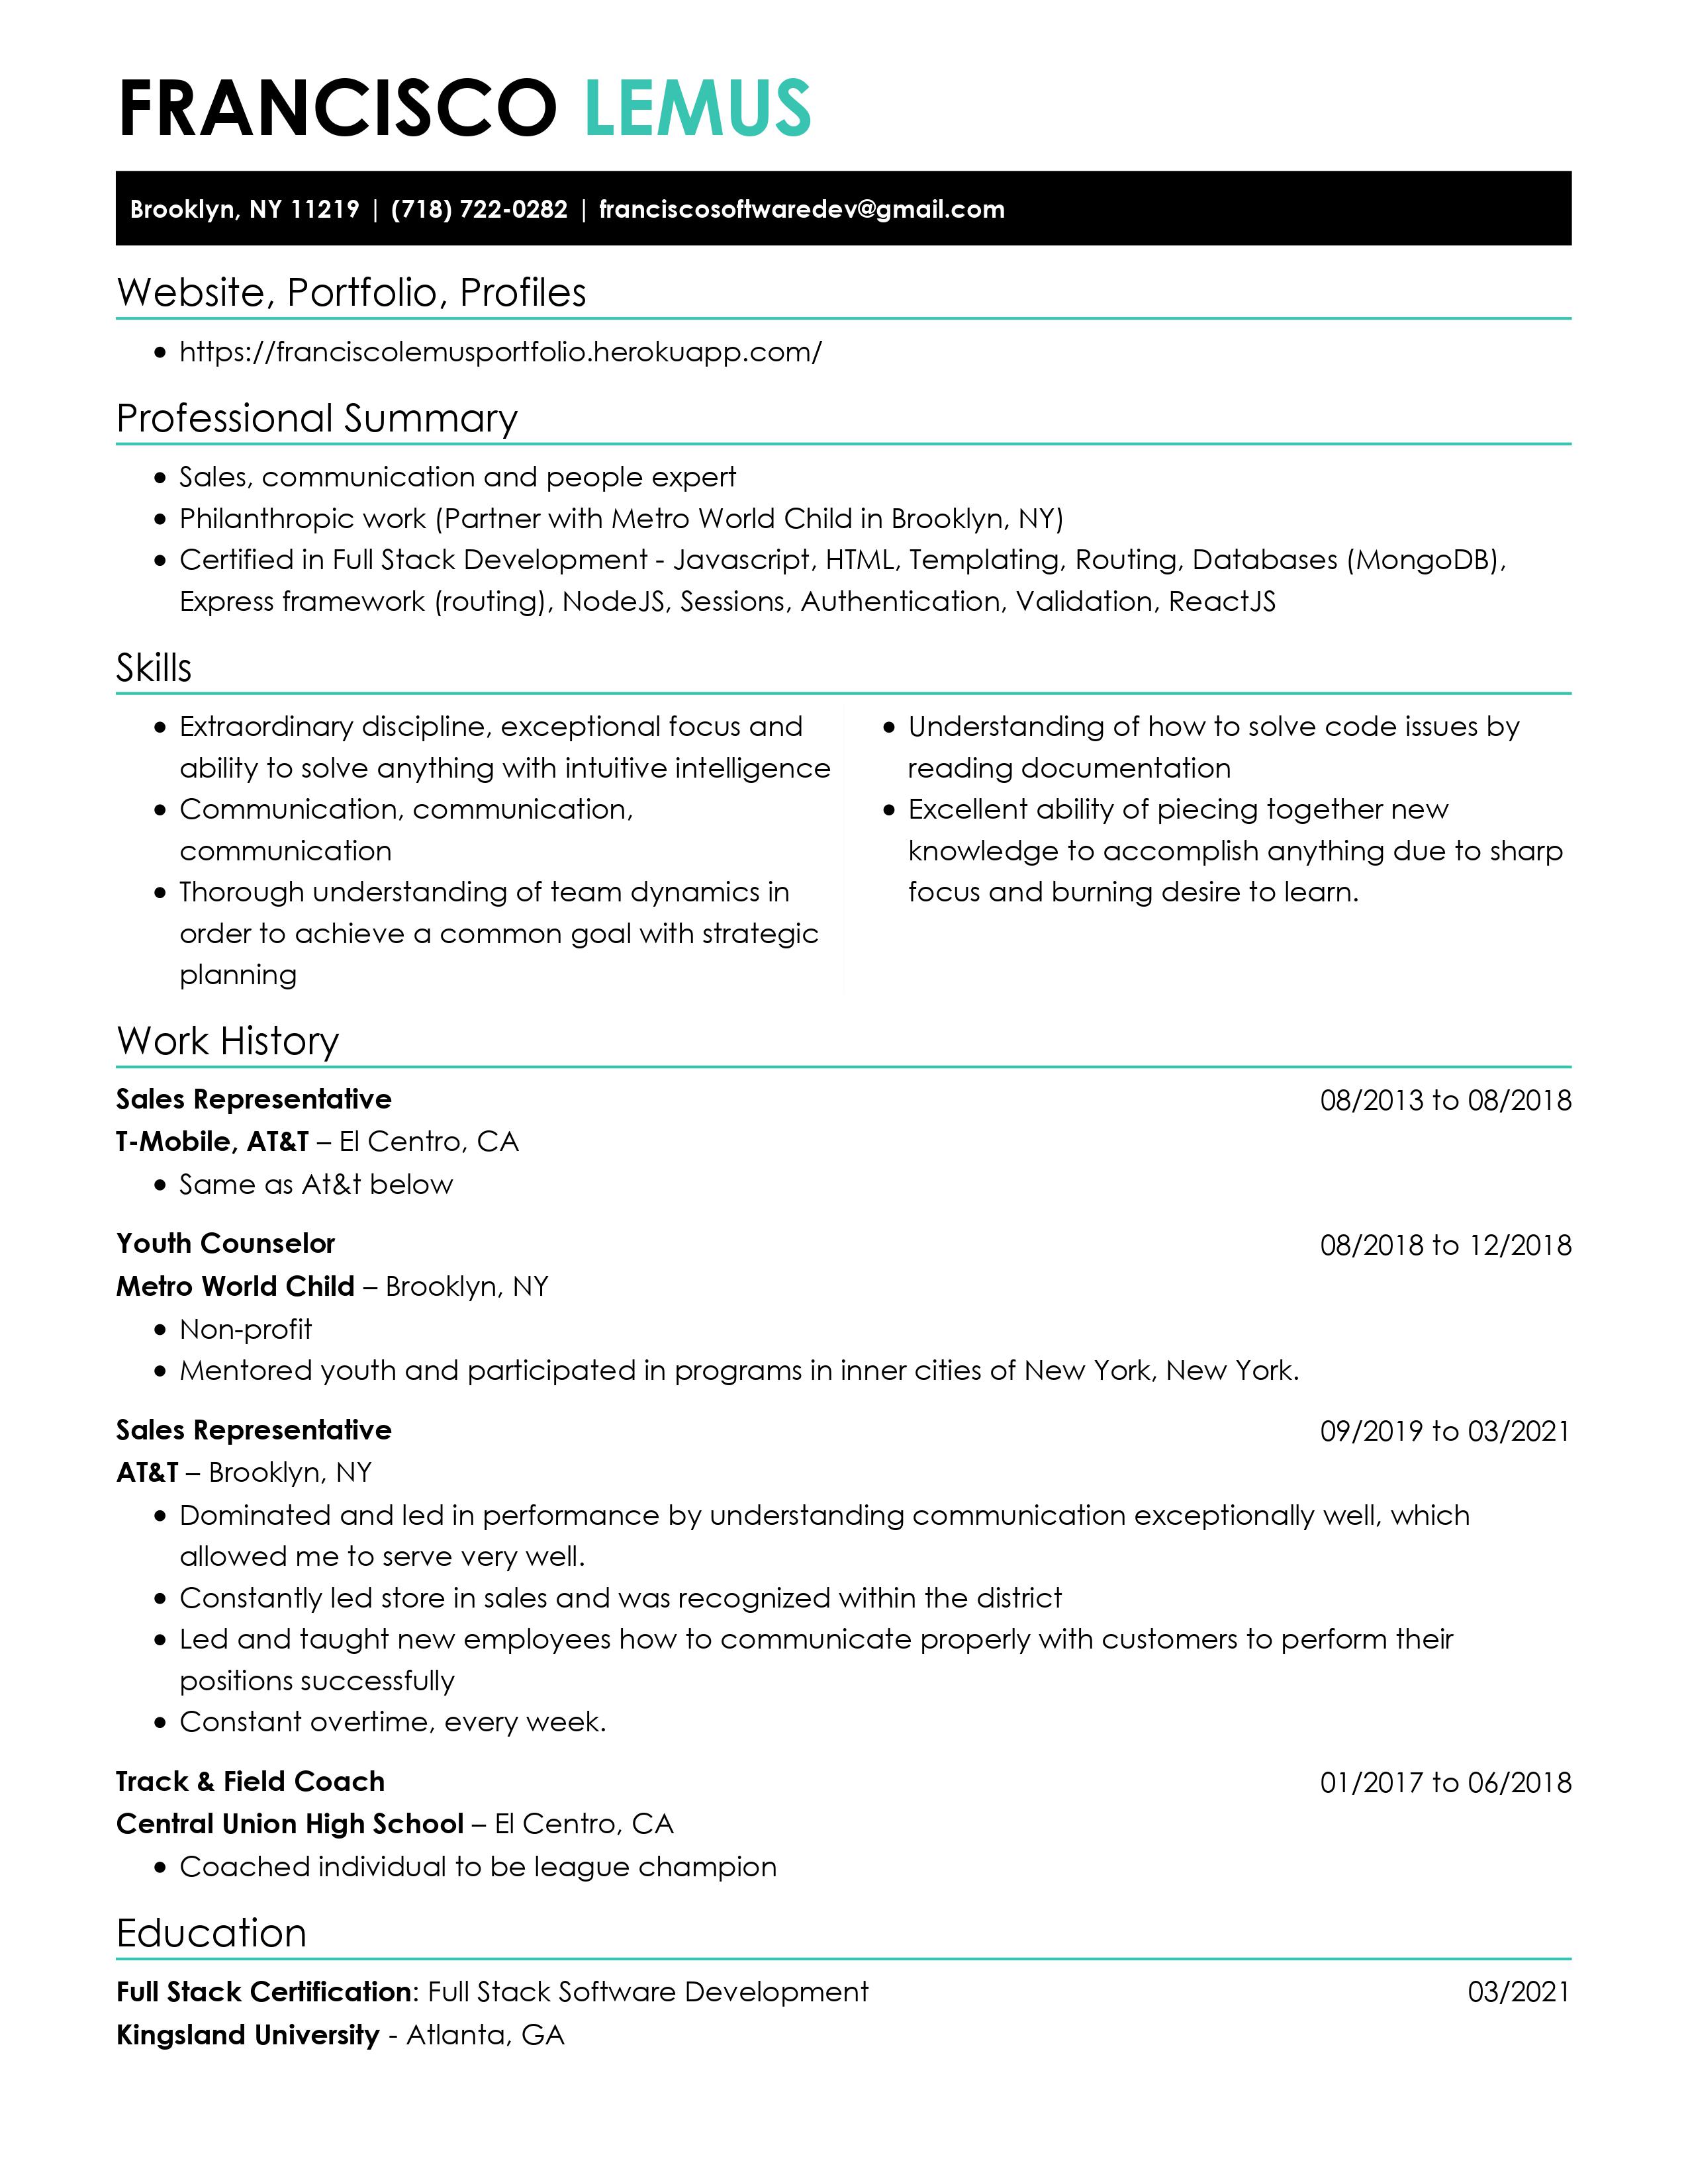 FRANCISCO LEMUS
Brooklyn, NY 11219 | (718) 722-0282 | franciscosoftwaredev@gmail.com
Website, Portfolio, Profiles
• https://franciscolemusportfolio.herokuapp.com/
Professional Summary
• Sales, communication and people expert
• Philanthropic work (Partner with Metro World Child in Brooklyn, NY)
• Certified in Full Stack Development - Javascript, HTML, Templating, Routing, Databases (MongoDB),
Express framework (routing), NodeJS, Sessions, Authentication, Validation, ReactJS
Skills
• Extraordinary discipline, exceptional focus and
ability to solve anything with intuitive intelligence
• Communication, communication,
communication
• Thorough understanding of team dynamics in
order to achieve a common goal with strategic
planning
• Understanding of how to solve code issues by
reading documentation
• Excellent ability of piecing together new
knowledge to accomplish anything due to sharp
focus and burning desire to learn.
Work History
Sales Representative 08/2013 to 08/2018
T-Mobile, AT&T – El Centro, CA
• Same as At&t below
Youth Counselor 08/2018 to 12/2018
Metro World Child – Brooklyn, NY
• Non-profit
• Mentored youth and participated in programs in inner cities of New York, New York.
Sales Representative 09/2019 to 03/2021
AT&T – Brooklyn, NY
• Dominated and led in performance by understanding communication exceptionally well, which
allowed me to serve very well.
• Constantly led store in sales and was recognized within the district
• Led and taught new employees how to communicate properly with customers to perform their
positions successfully
• Constant overtime, every week.
Track & Field Coach 01/2017 to 06/2018
Central Union High School – El Centro, CA
• Coached individual to be league champion
Education
Full Stack Certification: Full Stack Software Development 03/2021
Kingsland University - Atlanta, GA